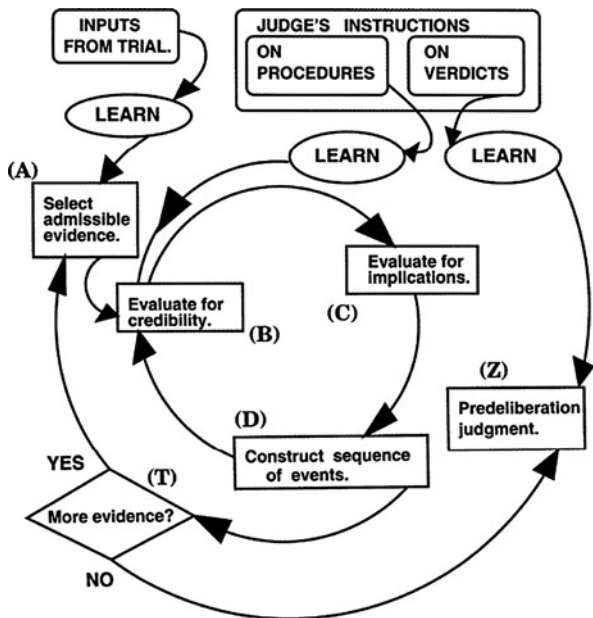 INPUTS
FROM TRIAL.
JUDGE'S INSTRUCTIONS
ON
PROCEDURES
ON
VERDICTS
LEARN
LEARN
LEARN
(A)
Select
admissible
evidence.
Evaluate for
implications.
(C)
Evaluate for
credibility.
(B)
(Z)
Predeliberation
judgment.
(D)
Construct sequence
of events.
YES
(T)
More evidence?
NO